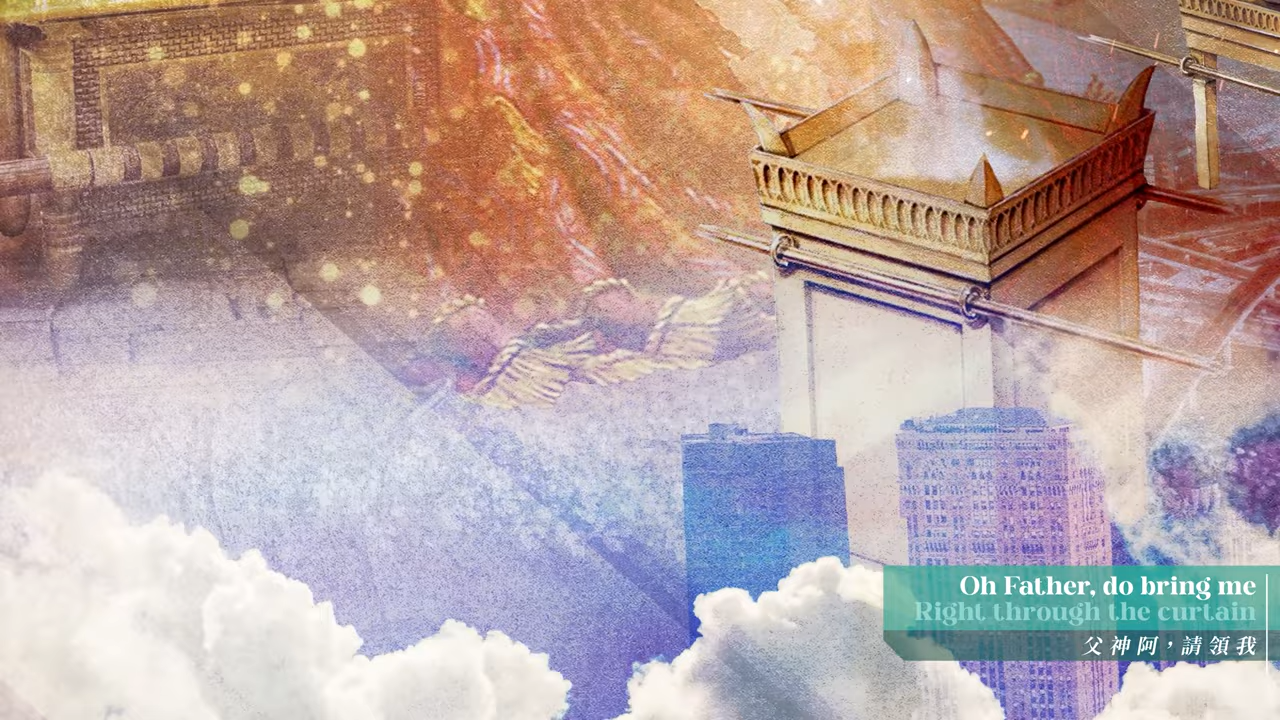 Oh Father, do bring me
Right through the curtain
父神阿，請領我